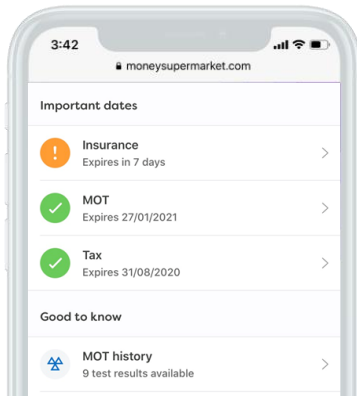 3:42
moneysupermarket.com
Important dates
Insurance
Expires in 7 days
MOT
Expires 27/01/2021
Tax
Expires 31/08/2020
Good to know
MOT history
9 test results available